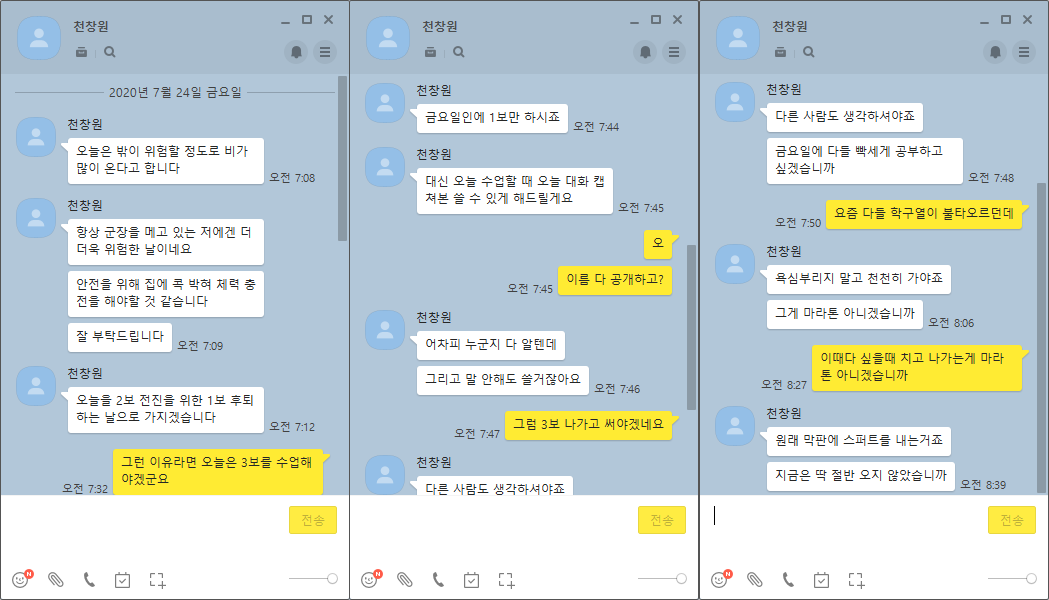 천창원
2020년 7월 24일 금요일
천창원
오늘은 밖이 위험할 정도로 비가
많이 온다고 합니다
오전 7:08
천창원
항상 군장을 메고 있는 저에겐 더
더욱 위험한 날이네요
안전을 위해 집에 콕 박혀 체력 충
전을 해야할 것 같습니다
잘 부탁드립니다
오전 7:09
천창원
오늘을 2보 전진을 위한 1보 후퇴
하는 날으로 가지겠습니다
오전 7:12
그런 이유라면 오늘은 3보를 수업해
야겠군요
오전 7:32
전송
N
천창원
천창원
금요일인에 1보만 하시죠
오전 7:44
천창원
대신 오늘 수업할 때 오늘 대화 캡
쳐본 쓸 수 있게 해드릴게요
오전 7:45
오
이름 다 공개하고?
오전 7:45
천창원
어차피 누군지 다 알텐데
그리고 말 안해도 쓸거잖아요
오전 7:46
그럼 3보 나가고 써야겠네요
오전 7:47
천창원
다른 사람도 생각하셔야죠
전송
N
천창원
천창원
다른 사람도 생각하셔야죠
금요일에 다들 빡세게 공부하고
싶겠습니까
오전 7:48
요즘 다들 학구열이 불타오르던데
오전 7:50
천창원
욕심부리지 말고 천천히 가야죠
그게 마라톤 아니겠습니까
오전 8:06
이때다 싶을때 치고 나가는게 마라
톤 아니겠습니까
오전 8:27
천창원
원래 막판에 스퍼트를 내는거죠
지금은 딱 절반 오지 않았습니까
오전 8:39
전송
N